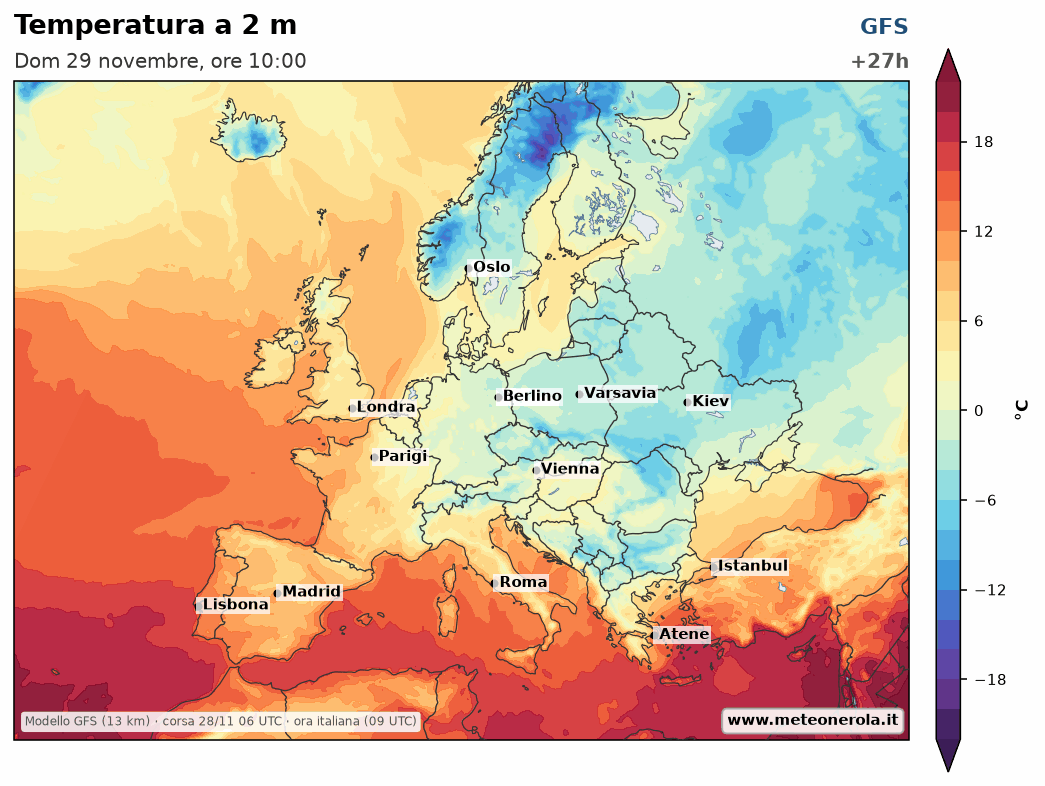 Temperatura a 2 m
GFS
Dom 29 novembre, ore 10:00
+27h
18
12
6
0
−6
−12
−18
°C
Oslo
Berlino
Varsavia
Kiev
Londra
Parigi
Vienna
Istanbul
Roma
Madrid
Lisbona
Atene
Modello GFS (13 km) · corsa 28/11 06 UTC · ora italiana (09 UTC)
www.meteonerola.it